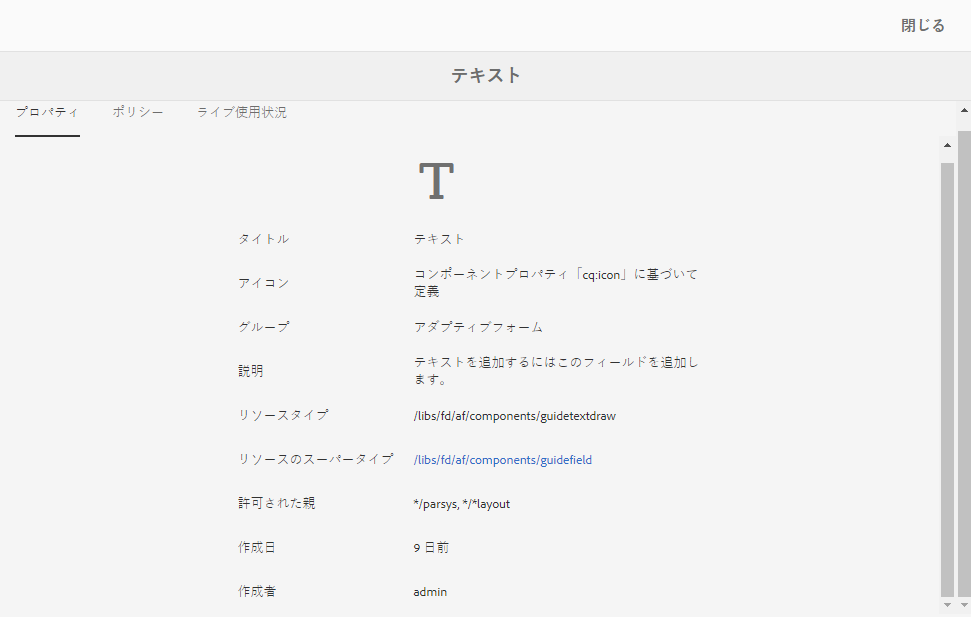 閉じる
テキスト
プロパティ ポリシー ライブ使用状況
T
タイトル テキスト
アイコン コンポーネントプロパティ「cq:icon」に基づいて
定義
グループ アダプティブフォーム
説明 テキストを追加するにはこのフィールドを追加し
ます。
リソースタイプ /libs/fd/af/components/guidetextdraw
リソースのスーパータイプ /libs/fd/af/components/guidefield
許可された親 */parsys, */*layout
作成日 9 日前
作成者 admin